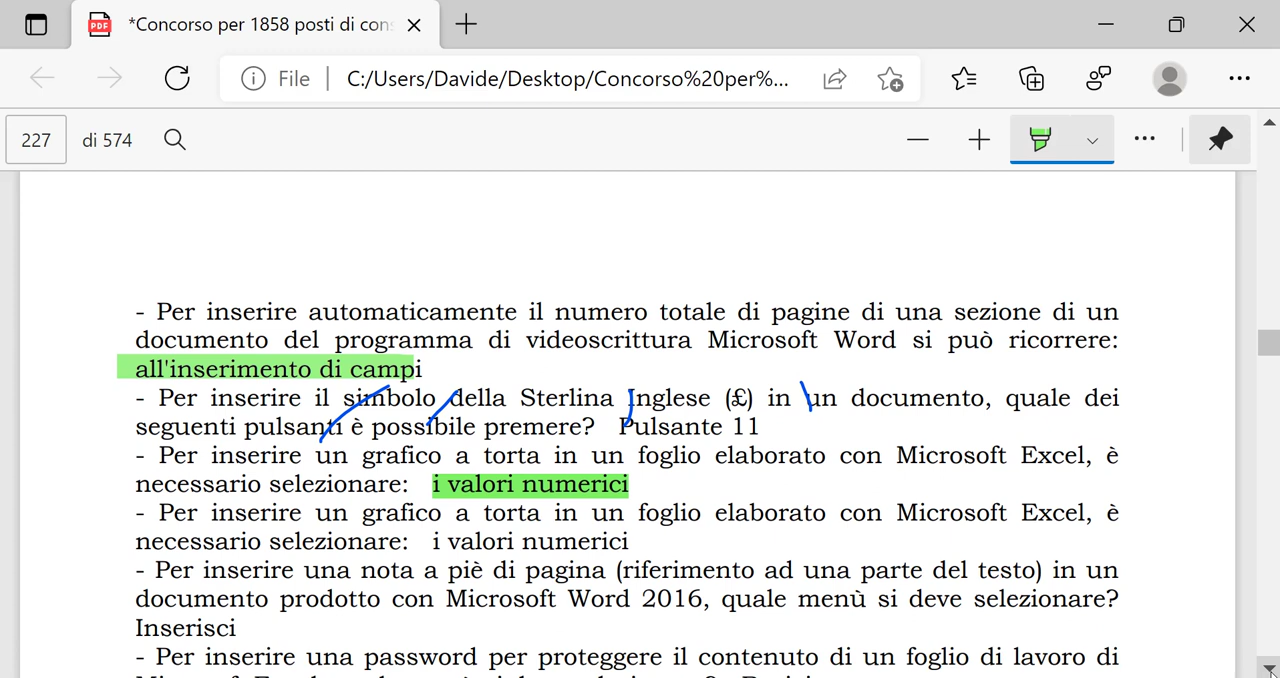 *Concorso per 1858 posti di con
File
C:/Users/Davide/Desktop/Concorso%20per%...
227 di 574
- Per inserire automaticamente il numero totale di pagine di una sezione di un
documento del programma di videoscrittura Microsoft Word si può ricorrere:
all'inserimento di campi
- Per inserire il simbolo della Sterlina Inglese (£) in un documento, quale dei
seguenti pulsanti è possibile premere? Pulsante 11
- Per inserire un grafico a torta in un foglio elaborato con Microsoft Excel, è
necessario selezionare: i valori numerici
- Per inserire un grafico a torta in un foglio elaborato con Microsoft Excel, è
necessario selezionare: i valori numerici
- Per inserire una nota a piè di pagina (riferimento ad una parte del testo) in un
documento prodotto con Microsoft Word 2016, quale menù si deve selezionare?
Inserisci
- Per inserire una password per proteggere il contenuto di un foglio di lavoro di